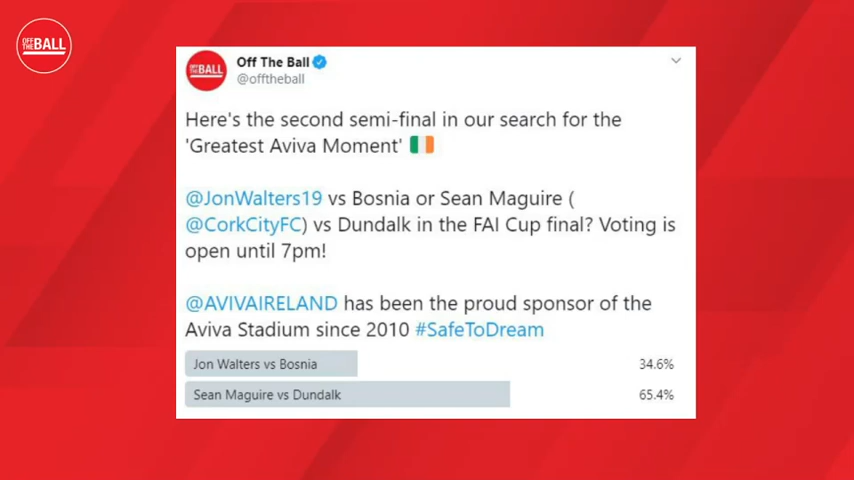 OFF THE BALL
OFF THE BALL
Off The Ball
@offtheball
Here's the second semi-final in our search for the
'Greatest Aviva Moment' 🇮🇪
@JonWalters19 vs Bosnia or Sean Maguire (
@CorkCityFC) vs Dundalk in the FAI Cup final? Voting is
open until 7pm!
@AVIVAIRELAND has been the proud sponsor of the
Aviva Stadium since 2010 #SafeToDream
Jon Walters vs Bosnia 34.6%
Sean Maguire vs Dundalk 65.4%